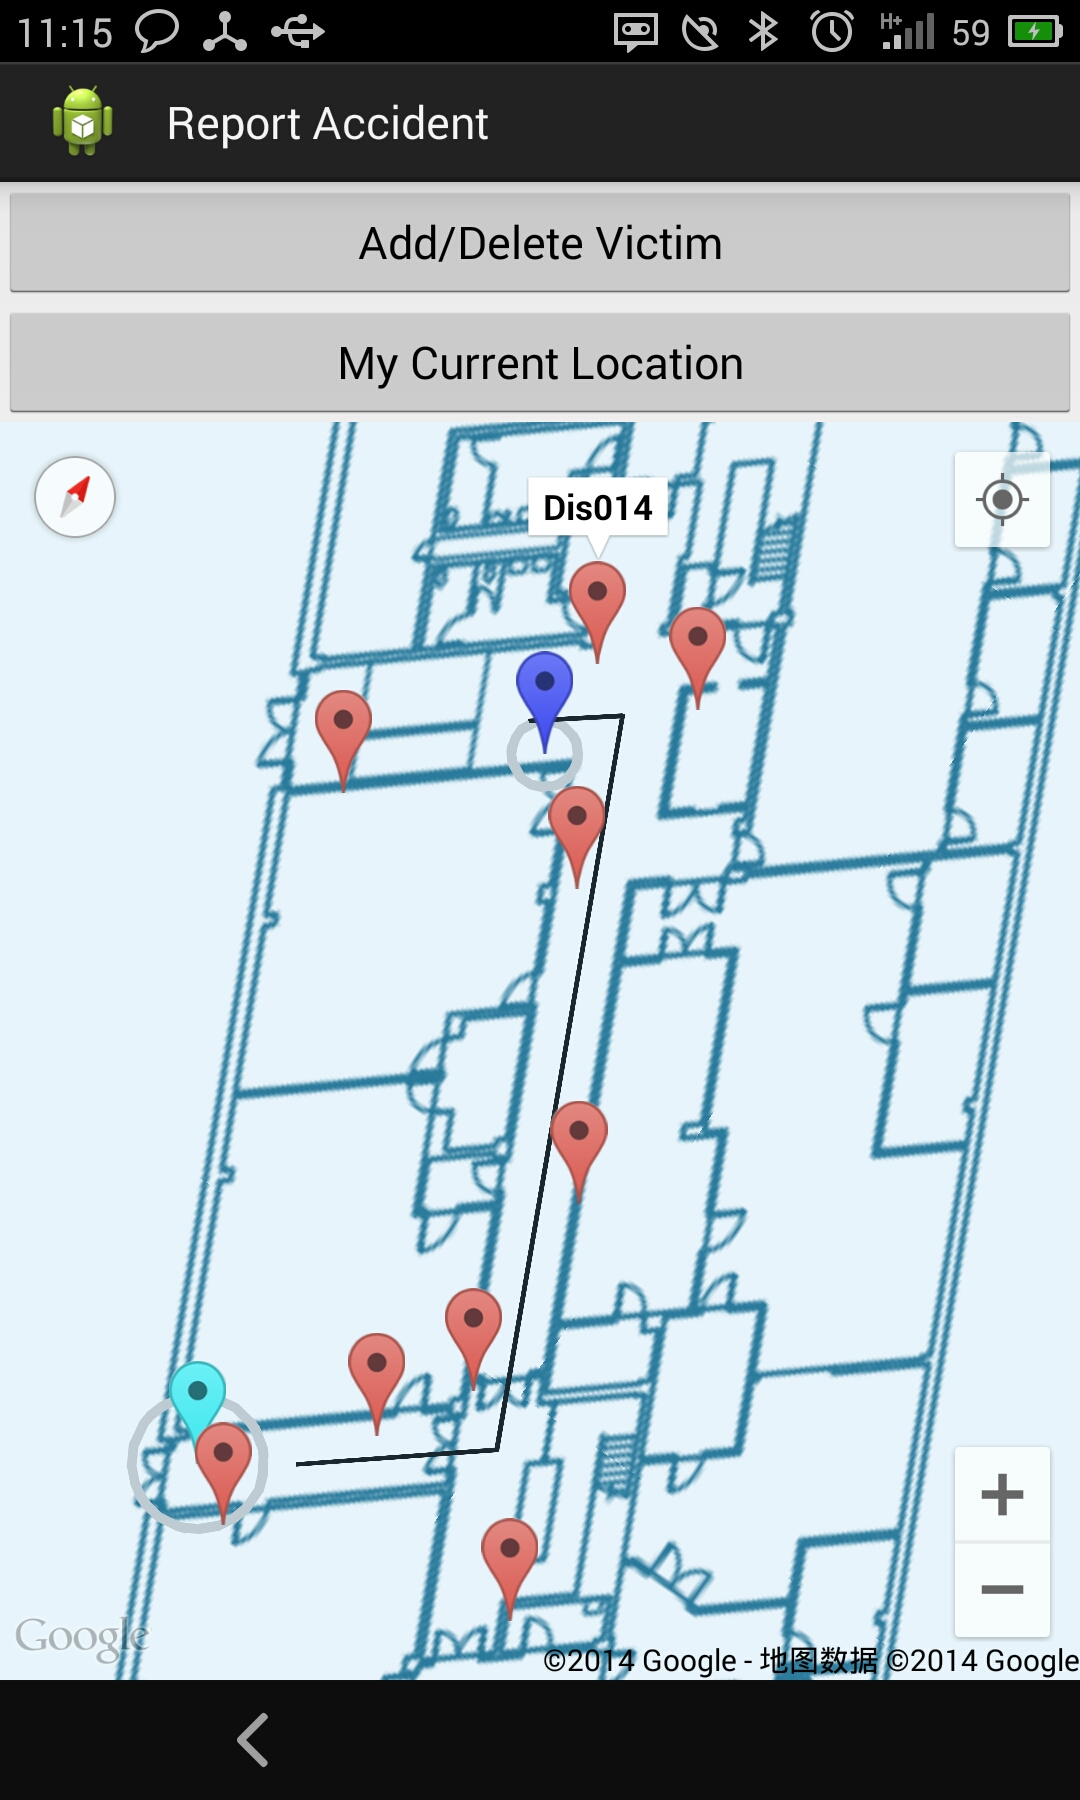 11:15
H+
59
Report Accident
Add/Delete Victim
My Current Location
Dis014
Google
©2014 Google - 地图数据 ©2014 Google